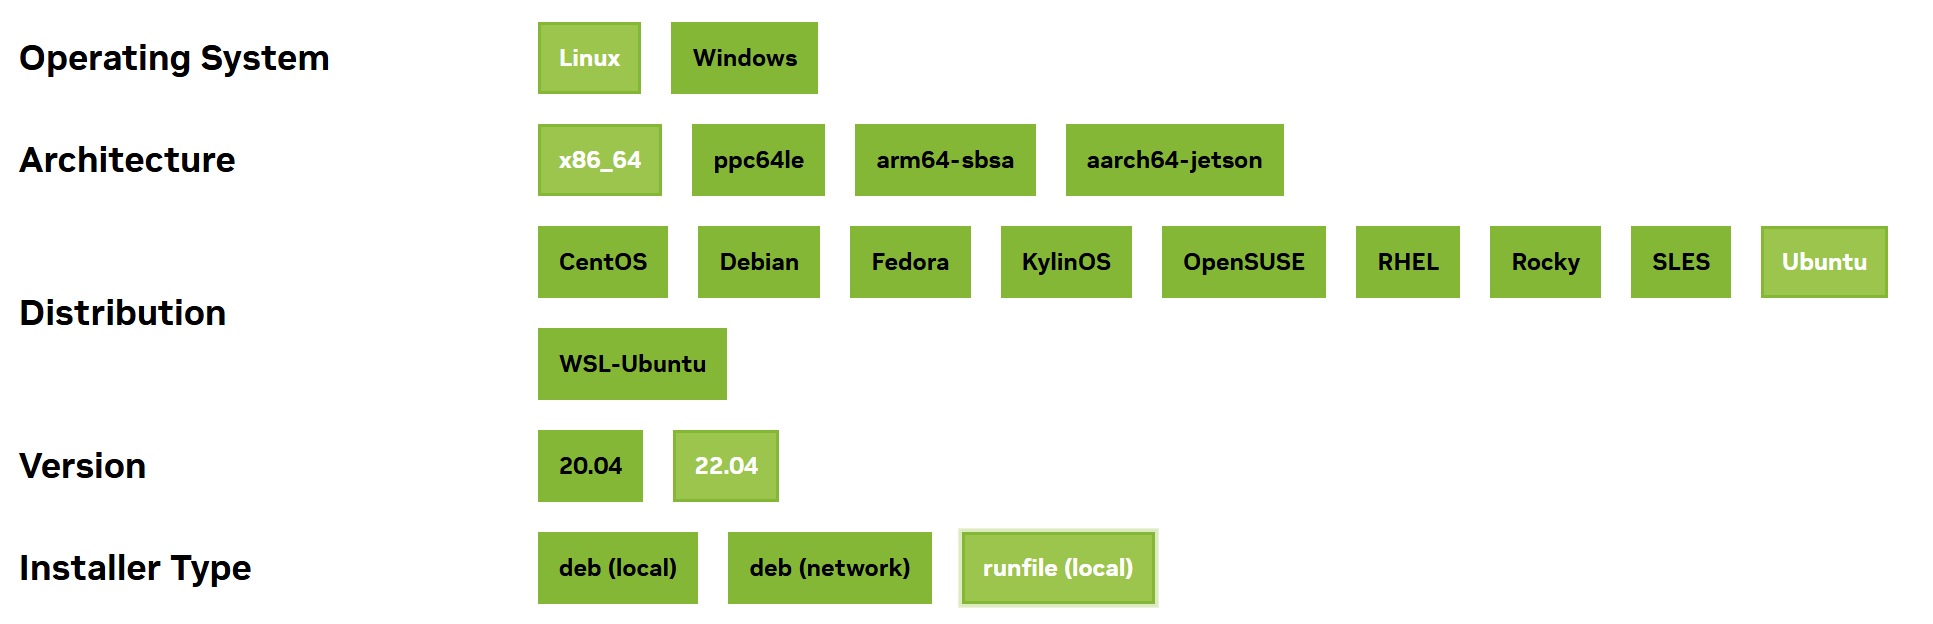 Operating System
Linux Windows
Architecture
x86_64 ppc64le arm64-sbsa aarch64-jetson
Distribution
CentOS Debian Fedora KylinOS OpenSUSE RHEL Rocky SLES Ubuntu
WSL-Ubuntu
Version
20.04 22.04
Installer Type
deb (local) deb (network) runfile (local)